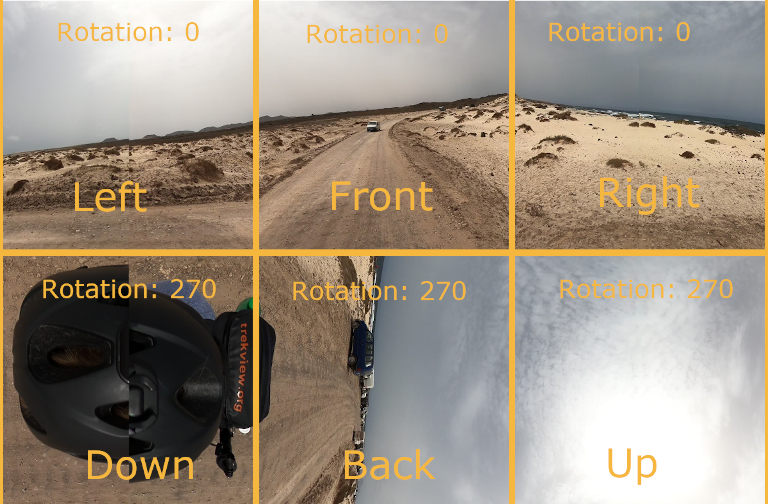 Rotation: 0
Rotation: 0
Rotation: 0
Left
Front
Right
Rotation: 270
Rotation: 270
Rotation: 270
trekview.org
Down
Back
Up